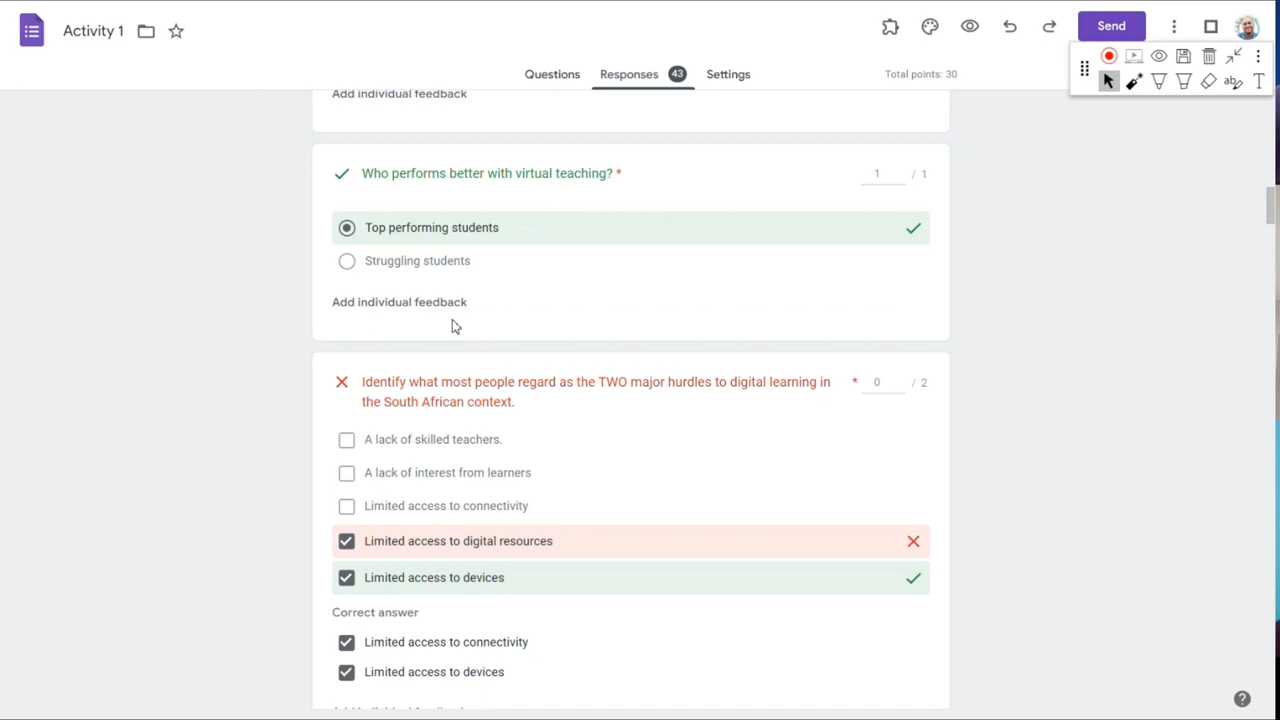 Activity 1
Send
Questions
Responses 43
Settings
Total points: 30
Add individual feedback
Who performs better with virtual teaching? *
1 / 1
Top performing students
Struggling students
Add individual feedback
Identify what most people regard as the TWO major hurdles to digital learning in
the South African context.
* 0 / 2
A lack of skilled teachers.
A lack of interest from learners
Limited access to connectivity
Limited access to digital resources
Limited access to devices
Correct answer
Limited access to connectivity
Limited access to devices